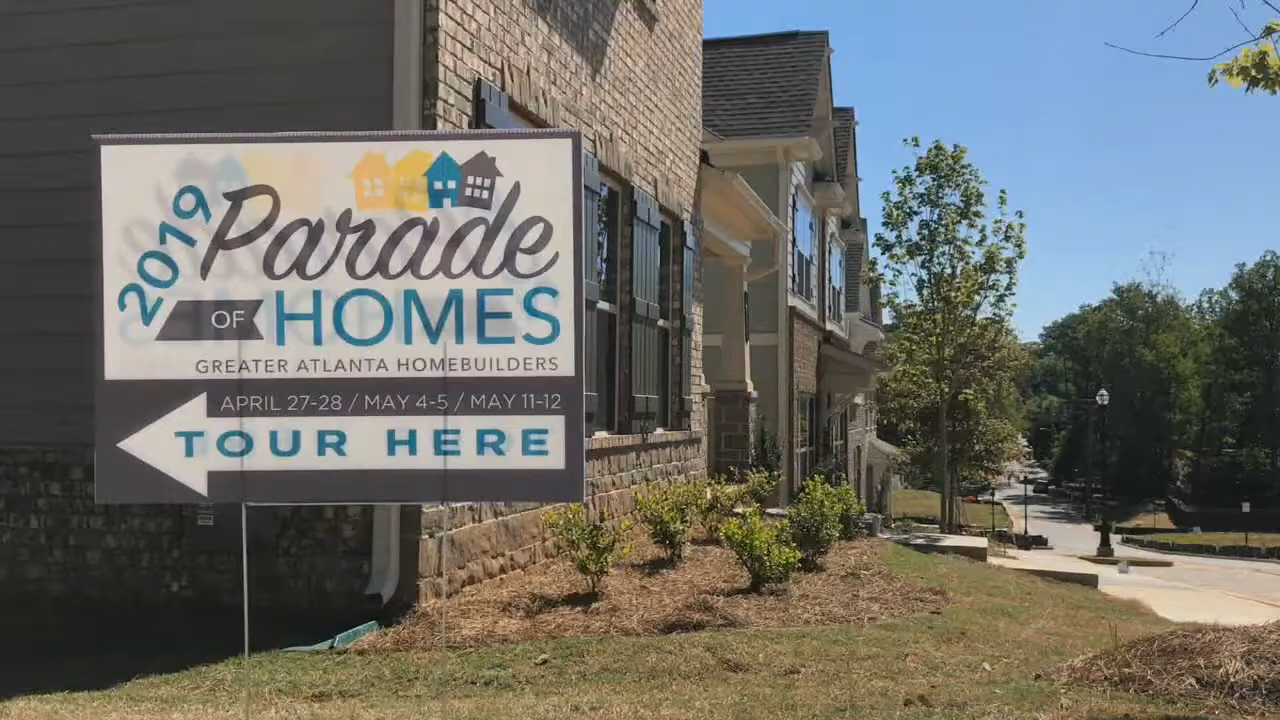 2019
Parade
OF HOMES
GREATER ATLANTA HOMEBUILDERS
APRIL 27-28 / MAY 4-5 / MAY 11-12
TOUR HERE